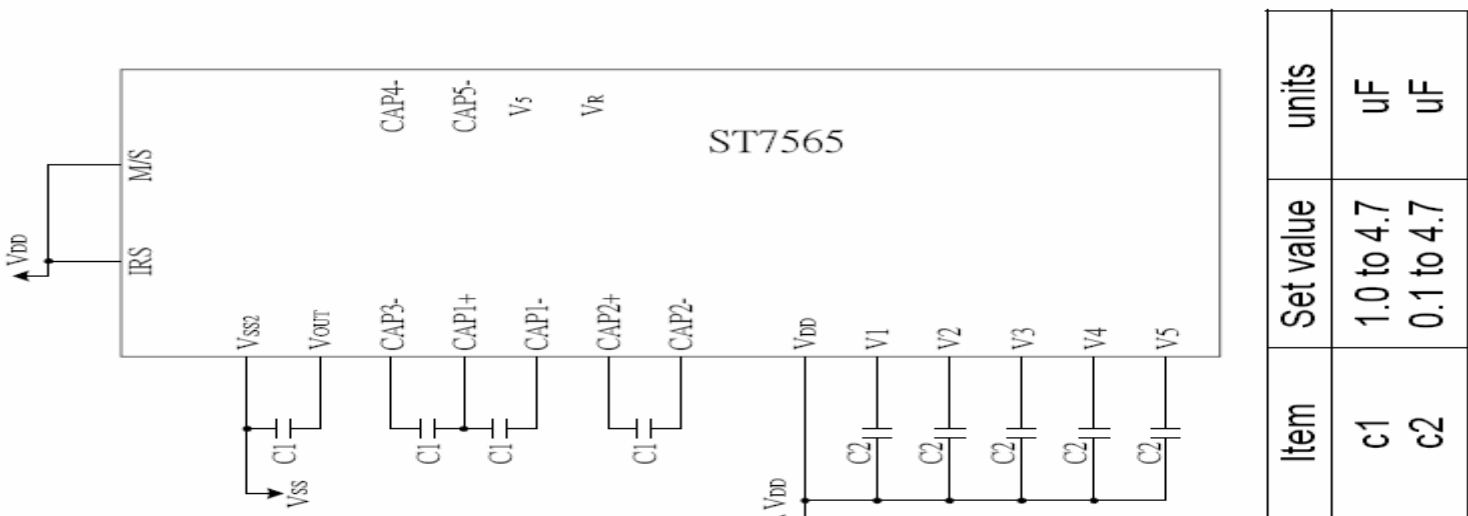 CAP4-
CAP5-
V5
VR
ST7565
M/S
IRS
VDD
VSS2
VOUT
CAP3-
CAP1+
CAP1-
CAP2+
CAP2-
VDD
V1
V2
V3
V4
V5
C1
C1
C1
C1
C2
C2
C2
C2
C2
VSS
VDD
Item Set value units
c1 1.0 to 4.7 uF
c2 0.1 to 4.7 uF